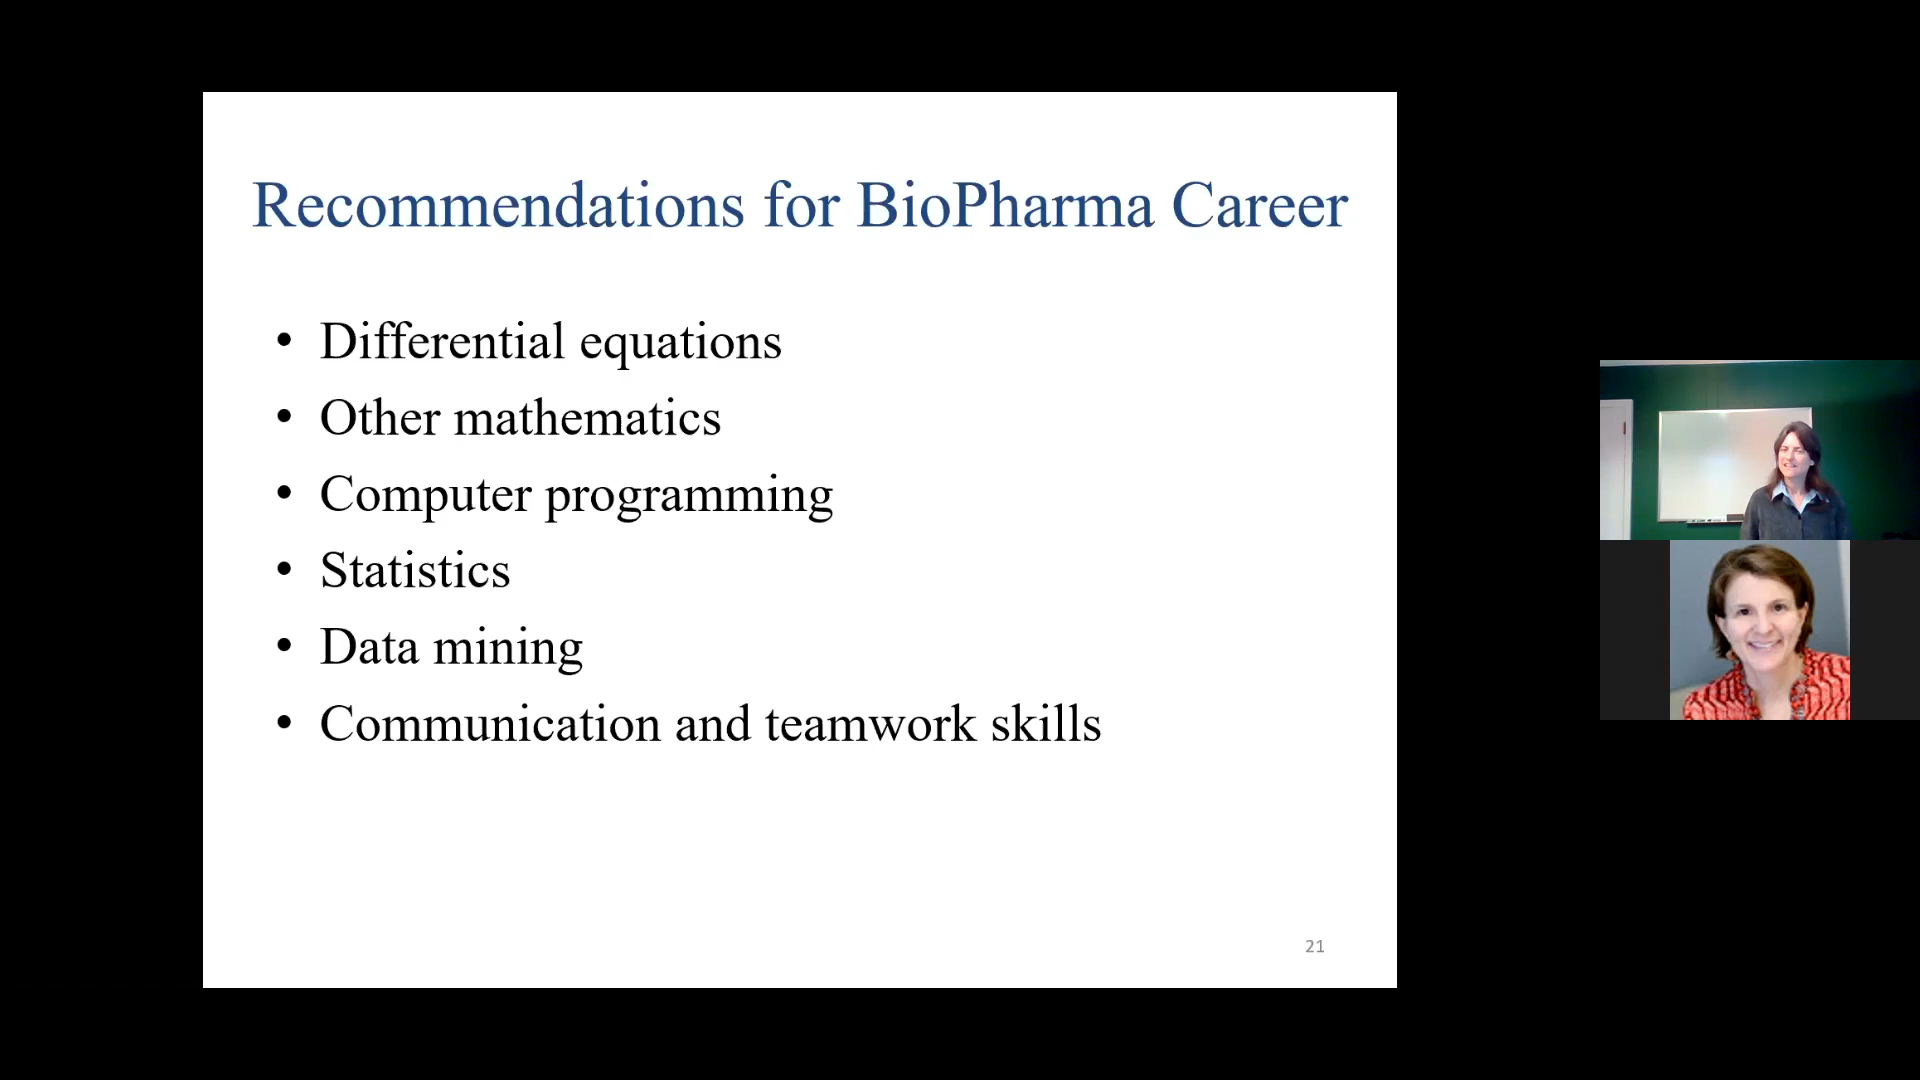 Recommendations for BioPharma Career
• Differential equations
• Other mathematics
• Computer programming
• Statistics
• Data mining
• Communication and teamwork skills
21